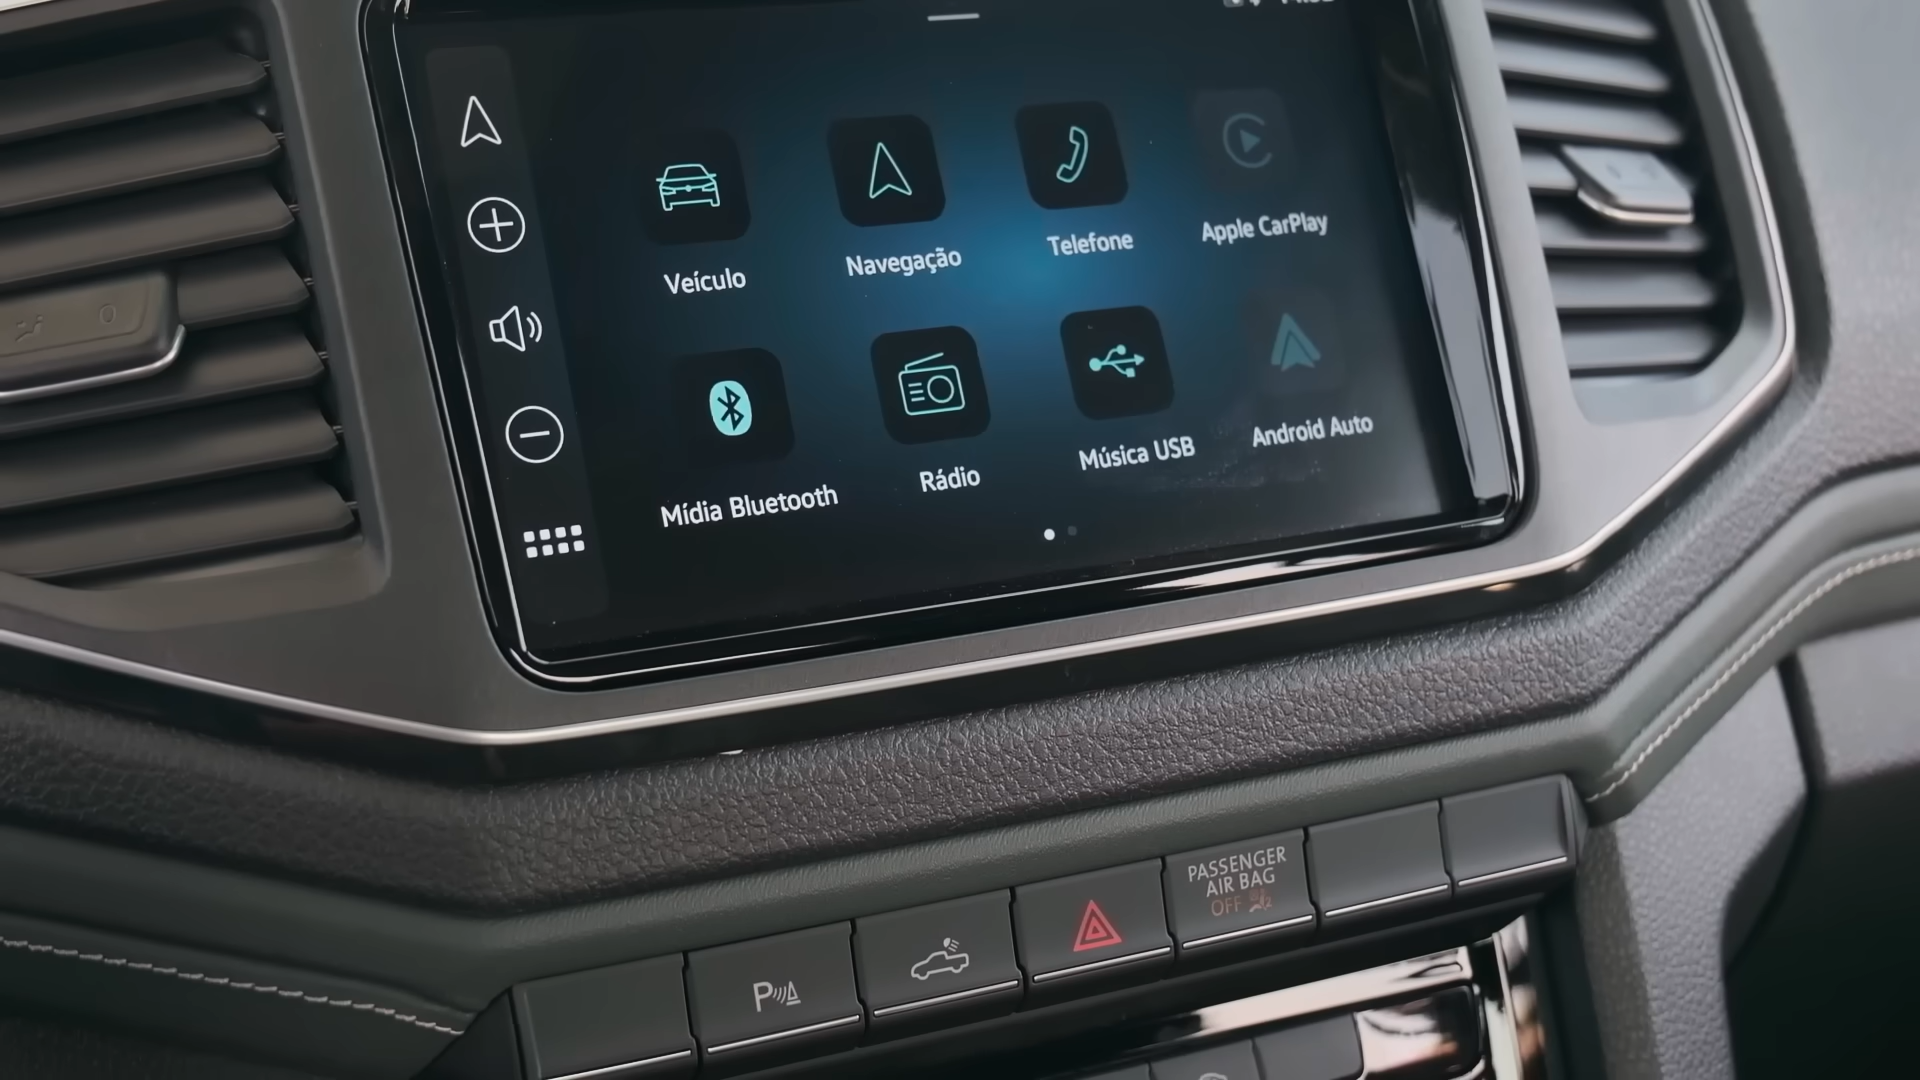 Veículo
Navegação
Telefone
Apple CarPlay
Mídia Bluetooth
Rádio
Música USB
Android Auto
P
PASSENGER
AIR BAG
OFF